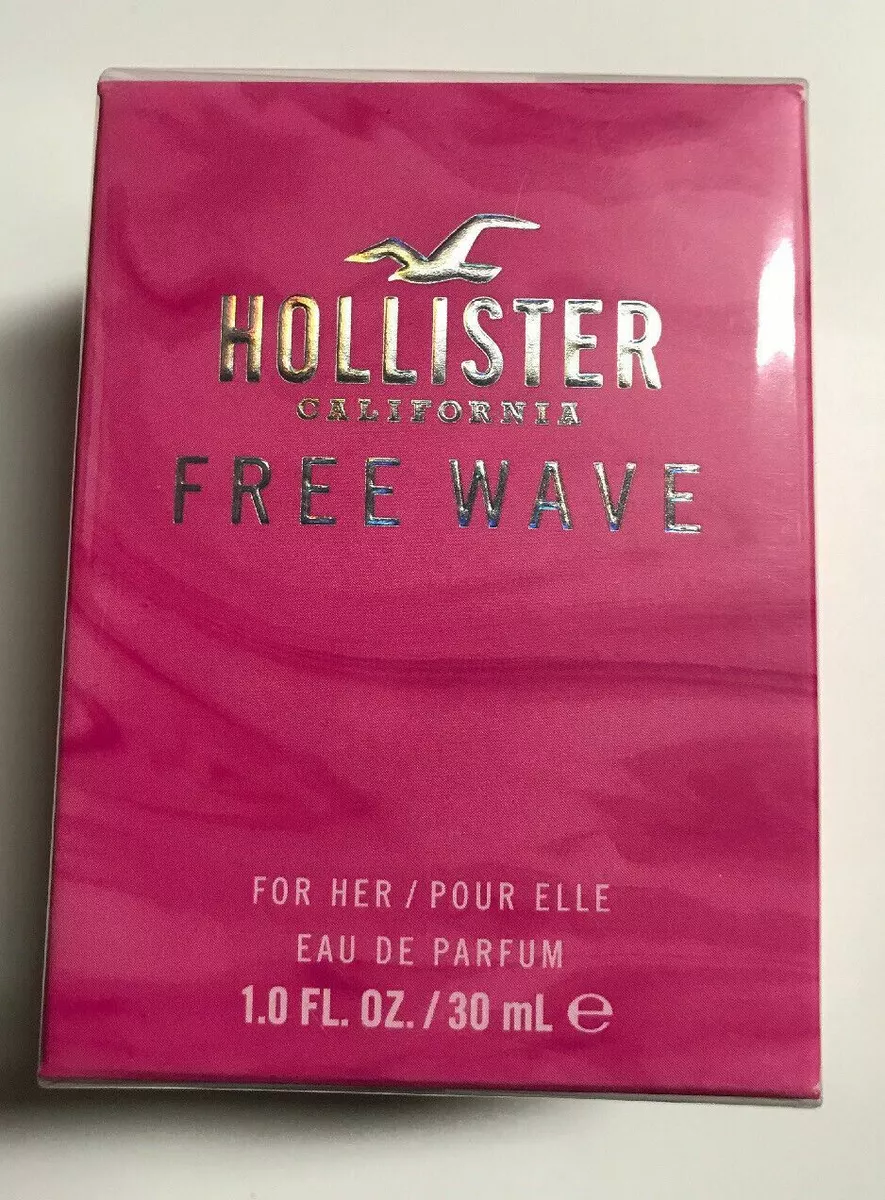 HOLLISTER
CALIFORNIA
FREE WAVE
FOR HER / POUR ELLE
EAU DE PARFUM
1.0 FL. OZ. / 30 mL ℮